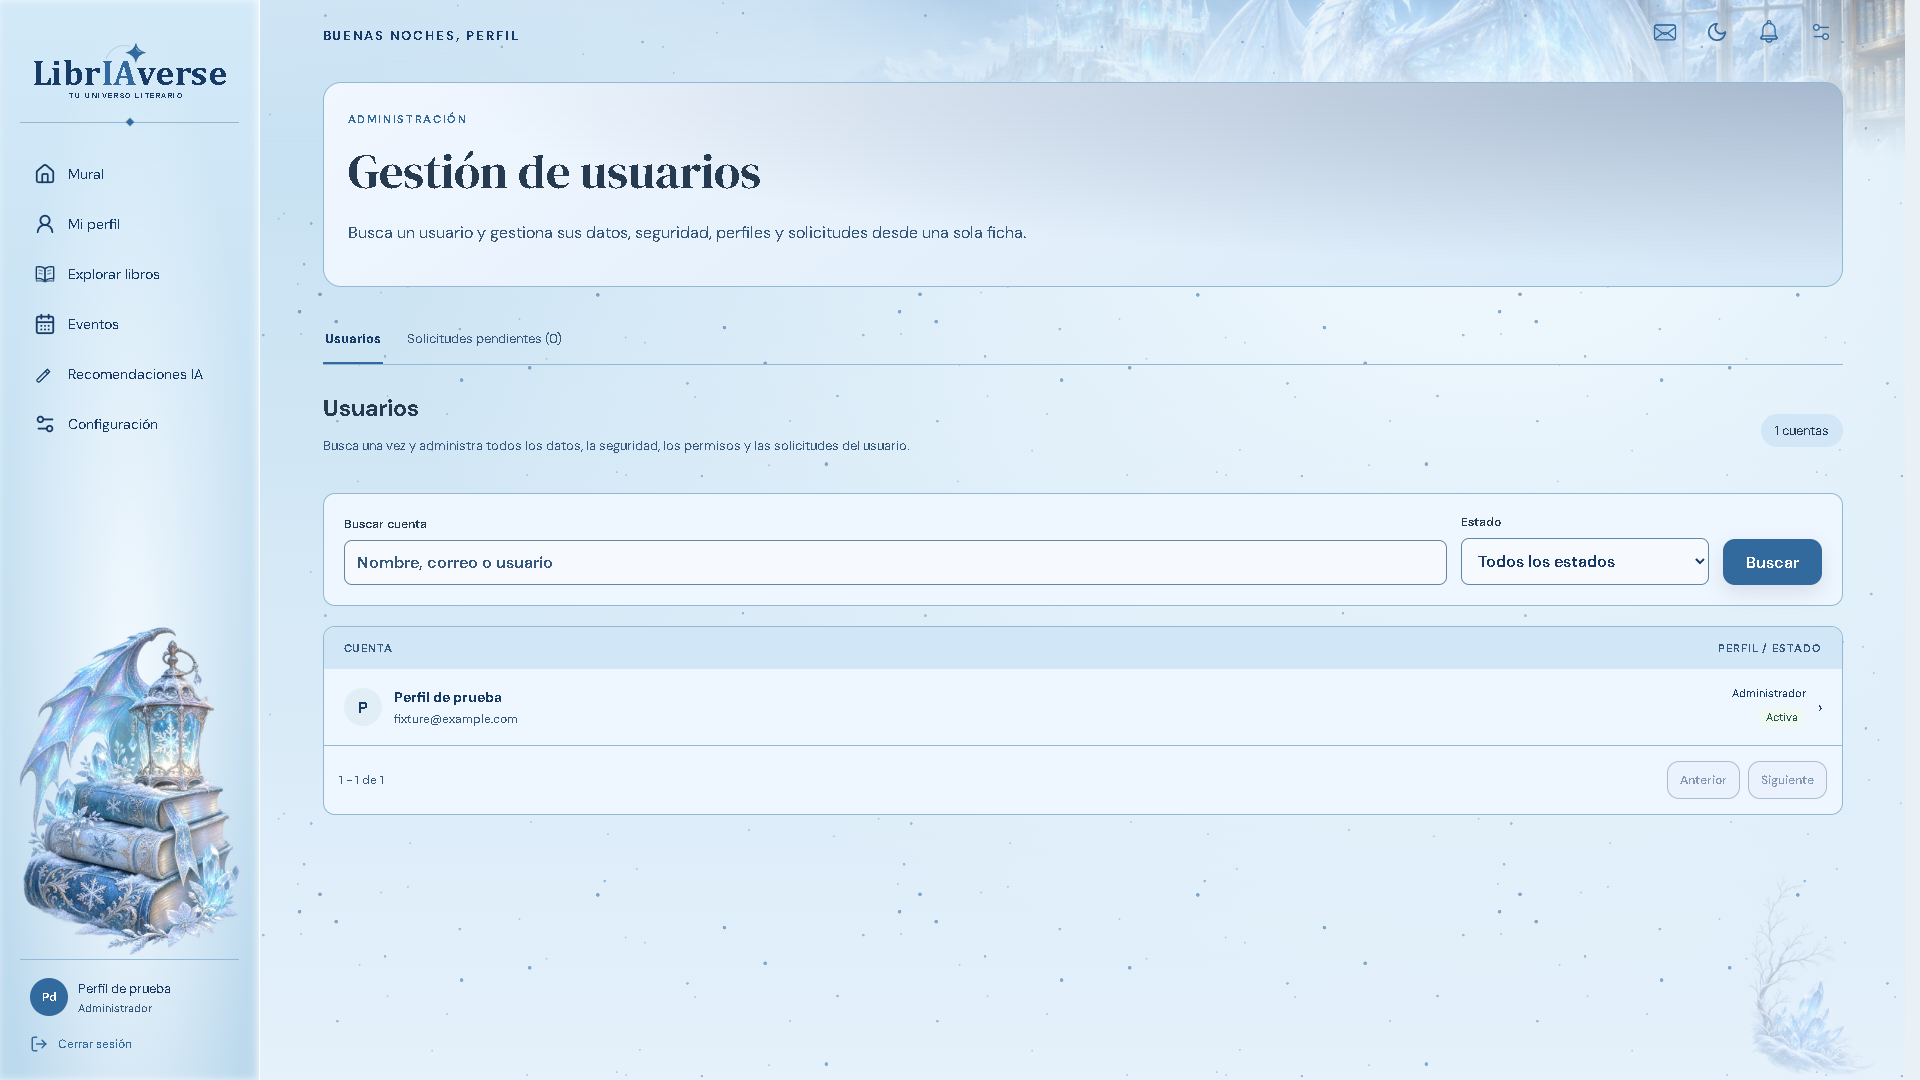 LibrIAverse
TU UNIVERSO LITERARIO
Mural
Mi perfil
Explorar libros
Eventos
Recomendaciones IA
Configuración
Pd
Perfil de prueba
Administrador
Cerrar sesión
BUENAS NOCHES, PERFIL
ADMINISTRACIÓN
Gestión de usuarios
Busca un usuario y gestiona sus datos, seguridad, perfiles y solicitudes desde una sola ficha.
Usuarios
Solicitudes pendientes (0)
Usuarios
Busca una vez y administra todos los datos, la seguridad, los permisos y las solicitudes del usuario.
1 cuentas
Buscar cuenta
Nombre, correo o usuario
Estado
Todos los estados
Buscar
CUENTA
PERFIL / ESTADO
P
Perfil de prueba
fixture@example.com
Administrador
Activa
1 – 1 de 1
Anterior
Siguiente